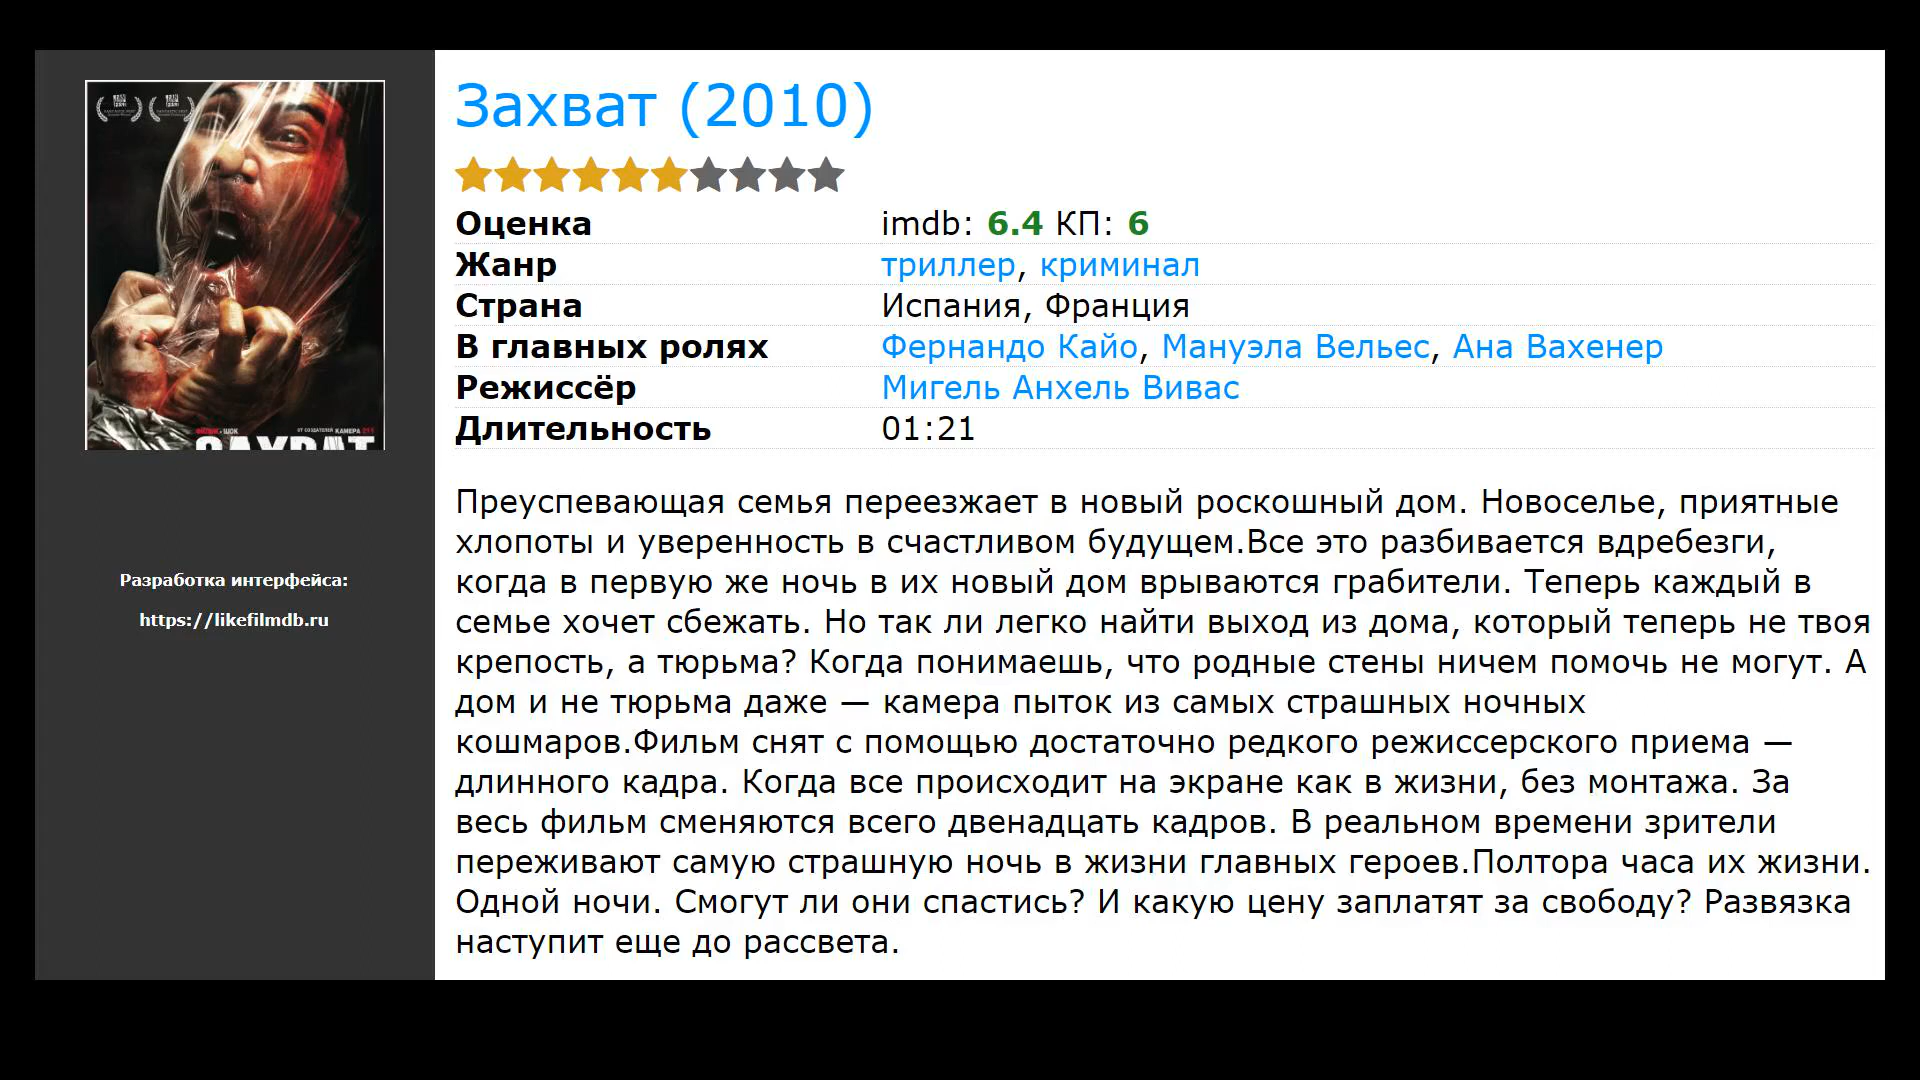 Захват (2010)
Оценка imdb: 6.4 КП: 6
Жанр триллер, криминал
Страна Испания, Франция
В главных ролях Фернандо Кайо, Мануэла Вельес, Ана Вахенер
Режиссёр Мигель Анхель Вивас
Длительность 01:21
Преуспевающая семья переезжает в новый роскошный дом. Новоселье, приятные
хлопоты и уверенность в счастливом будущем.Все это разбивается вдребезги,
когда в первую же ночь в их новый дом врываются грабители. Теперь каждый в
семье хочет сбежать. Но так ли легко найти выход из дома, который теперь не твоя
крепость, а тюрьма? Когда понимаешь, что родные стены ничем помочь не могут. А
дом и не тюрьма даже — камера пыток из самых страшных ночных
кошмаров.Фильм снят с помощью достаточно редкого режиссерского приема —
длинного кадра. Когда все происходит на экране как в жизни, без монтажа. За
весь фильм сменяются всего двенадцать кадров. В реальном времени зрители
переживают самую страшную ночь в жизни главных героев.Полтора часа их жизни.
Одной ночи. Смогут ли они спастись? И какую цену заплатят за свободу? Развязка
наступит еще до рассвета.
ФИЛЬМ-ШОК
ОТ СОЗДАТЕЛЕЙ КАМЕРА 211
ЗАХВАТ
Разработка интерфейса:
https://likefilmdb.ru